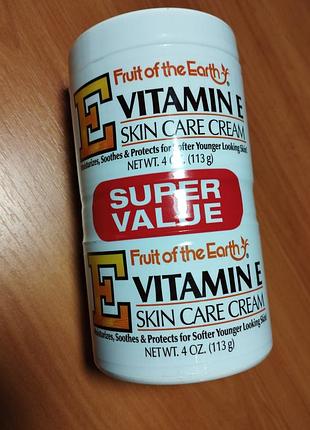 E
Fruit of the Earth®
VITAMIN E
SKIN CARE CREAM
Moisturizes, Soothes & Protects for Softer Younger Looking Skin!
NET WT. 4 OZ. (113 g)
SUPER
VALUE
E
Fruit of the Earth®
VITAMIN E
SKIN CARE CREAM
Moisturizes, Soothes & Protects for Softer Younger Looking Skin!
NET WT. 4 OZ. (113 g)